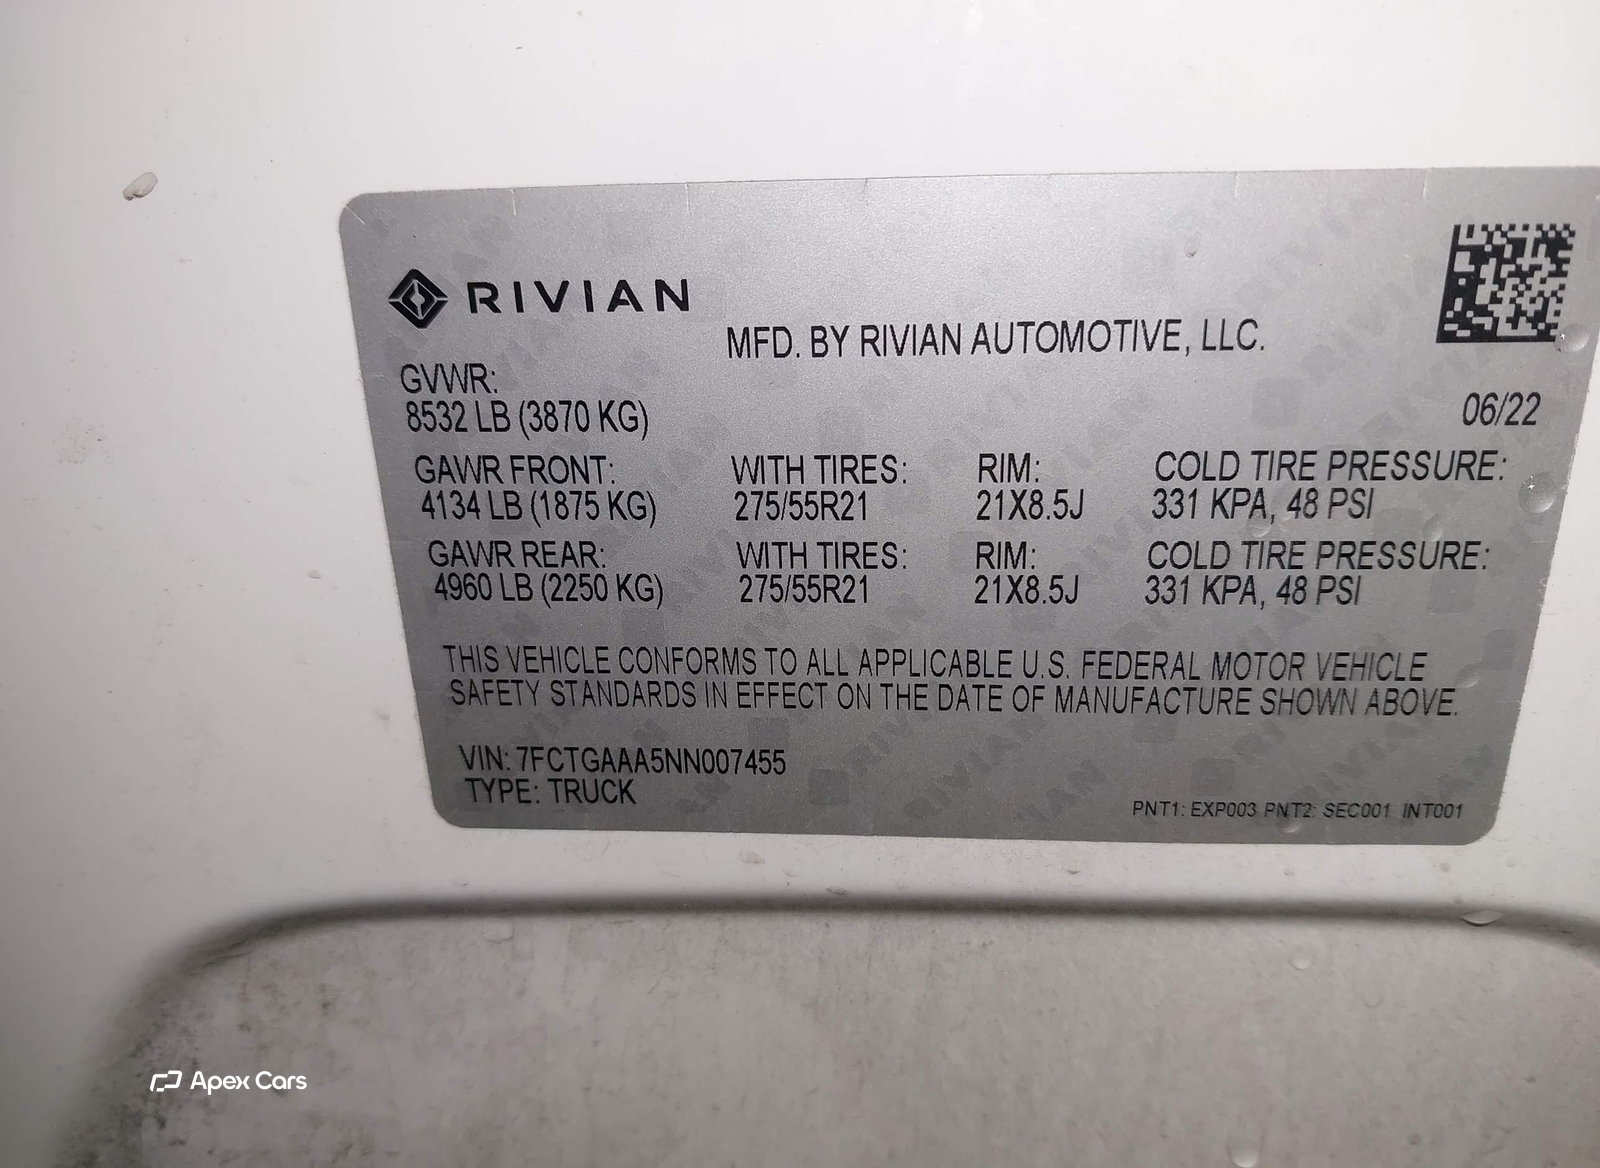 RIVIAN
MFD. BY RIVIAN AUTOMOTIVE, LLC.
GVWR:
8532 LB (3870 KG)
06/22
GAWR FRONT: WITH TIRES: RIM: COLD TIRE PRESSURE:
4134 LB (1875 KG) 275/55R21 21X8.5J 331 KPA, 48 PSI
GAWR REAR: WITH TIRES: RIM: COLD TIRE PRESSURE:
4960 LB (2250 KG) 275/55R21 21X8.5J 331 KPA, 48 PSI
THIS VEHICLE CONFORMS TO ALL APPLICABLE U.S. FEDERAL MOTOR VEHICLE
SAFETY STANDARDS IN EFFECT ON THE DATE OF MANUFACTURE SHOWN ABOVE.
VIN: 7FCTGAAA5NN007455
TYPE: TRUCK
PNT1: EXP003 PNT2: SEC001 INT001
Apex Cars